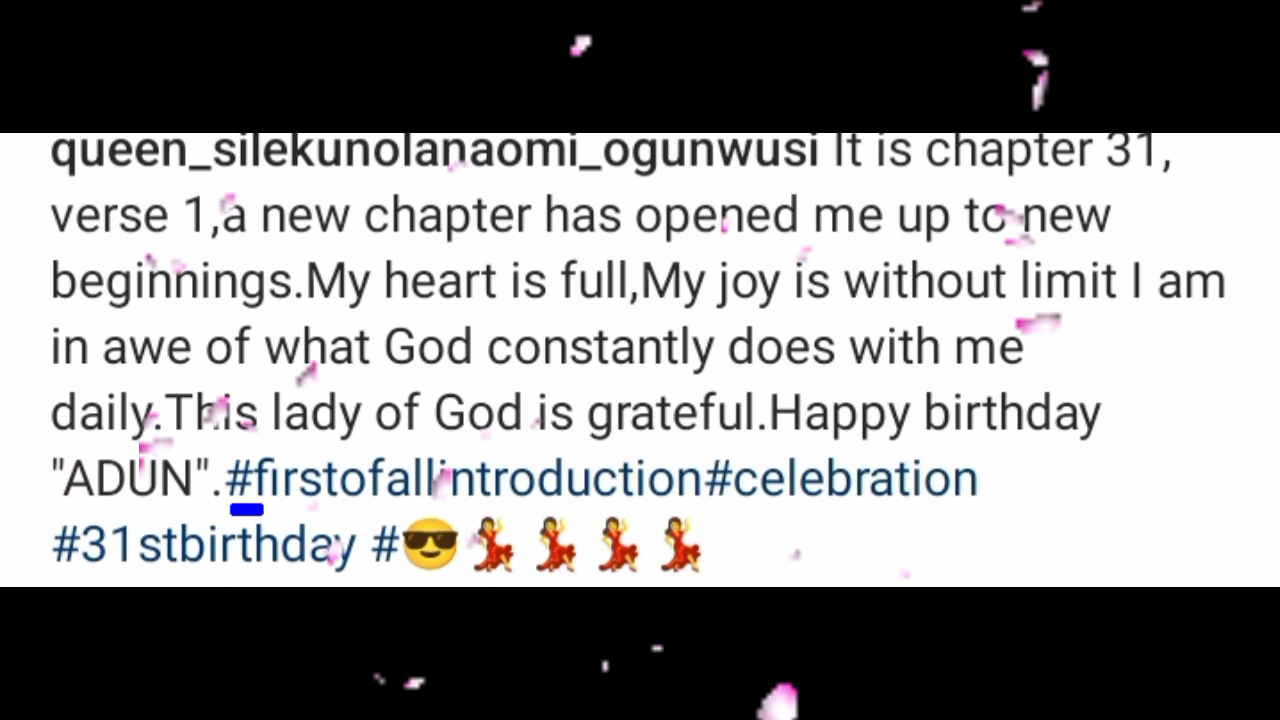 queen_silekunolanaomi_ogunwusi It is chapter 31,
verse 1,a new chapter has opened me up to new
beginnings.My heart is full,My joy is without limit I am
in awe of what God constantly does with me
daily.This lady of God is grateful.Happy birthday
"ADUN".#firstofallintroduction#celebration
#31stbirthday #😎💃💃💃💃